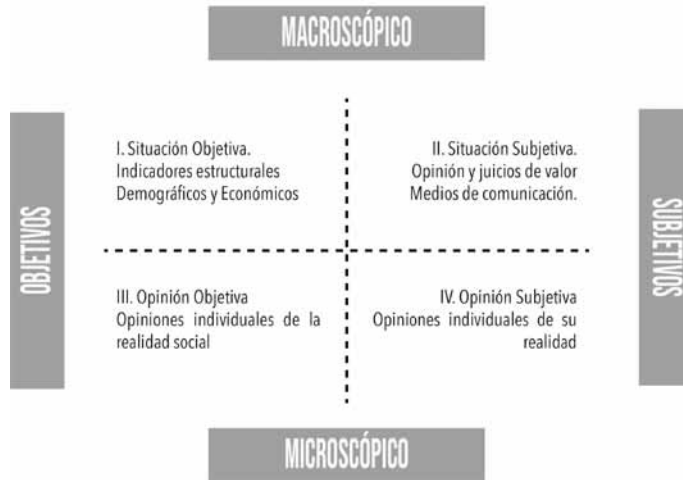 MACROSCÓPICO
OBJETIVOS
I. Situación Objetiva.
Indicadores estructurales
Demográficos y Económicos
II. Situación Subjetiva.
Opinión y juicios de valor
Medios de comunicación.
SUBJETIVOS
III. Opinión Objetiva
Opiniones individuales de la
realidad social
IV. Opinión Subjetiva
Opiniones individuales de su
realidad
MICROSCÓPICO